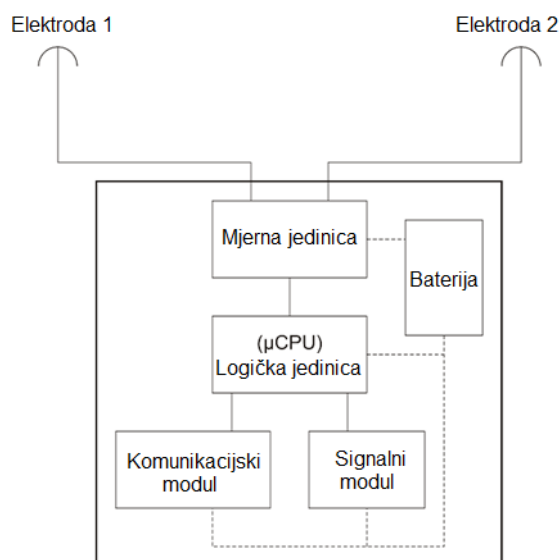 Elektroda 1
Elektroda 2
Mjerna jedinica
Baterija
(µCPU)
Logička jedinica
Komunikacijski
modul
Signalni
modul